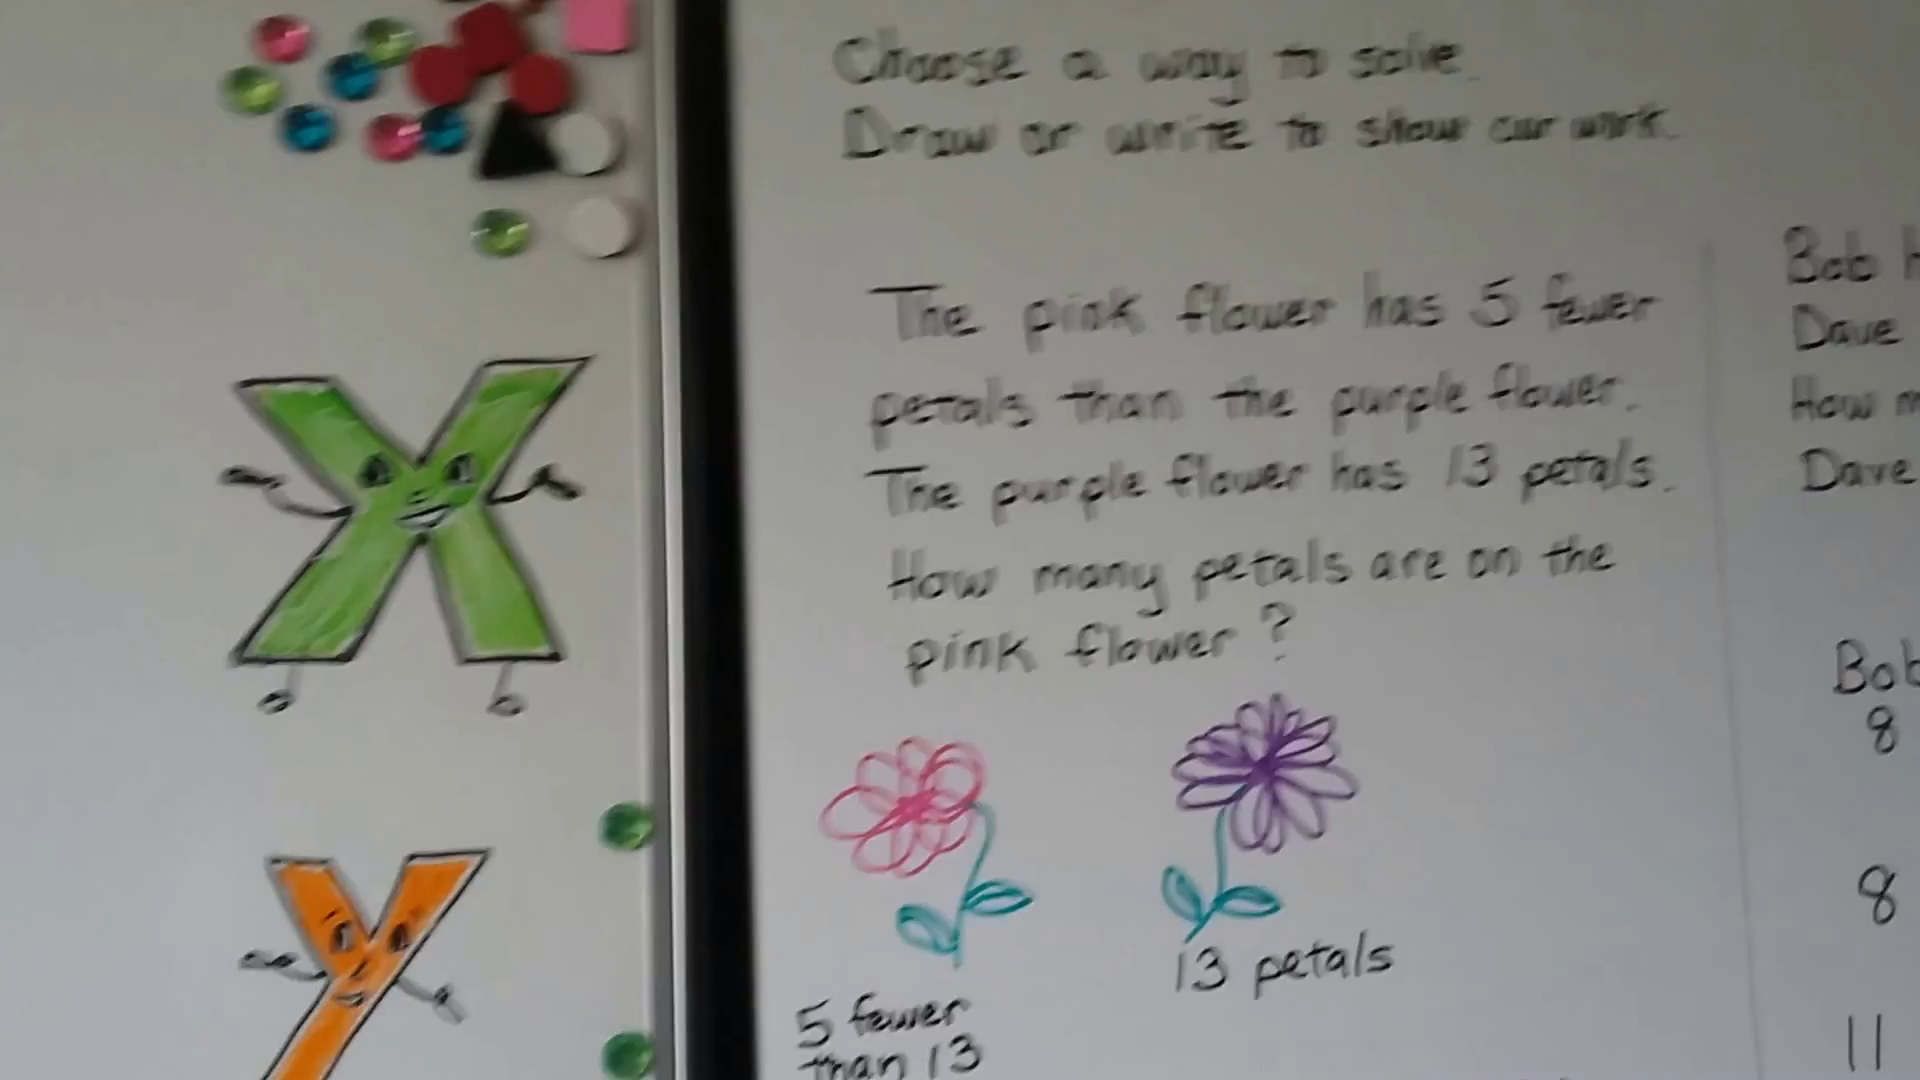 Choose a way to solve.
Draw or write to show our work.
The pink flower has 5 fewer
petals than the purple flower.
The purple flower has 13 petals.
How many petals are on the
pink flower?
13 petals
5 fewer
than 13
Bob
Dave
How
Dave
Bob
8
8
11
X
y